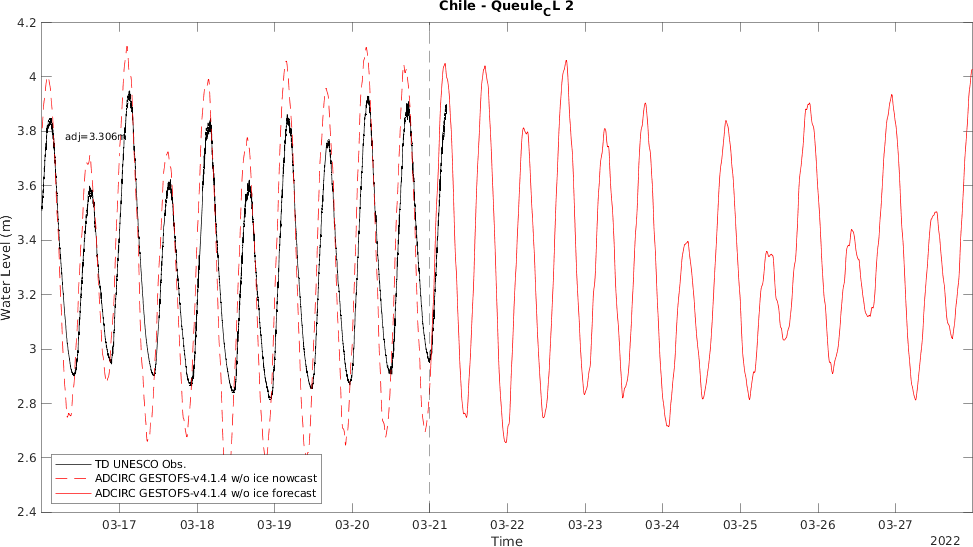 Chile - Queule_CL 2
4.2
4
3.8
3.6
3.4
3.2
3
2.8
2.6
2.4
Water Level (m)
adj=3.306m
TD UNESCO Obs.
ADCIRC GESTOFS-v4.1.4 w/o ice nowcast
ADCIRC GESTOFS-v4.1.4 w/o ice forecast
03-17 03-18 03-19 03-20 03-21 03-22 03-23 03-24 03-25 03-26 03-27
Time
2022